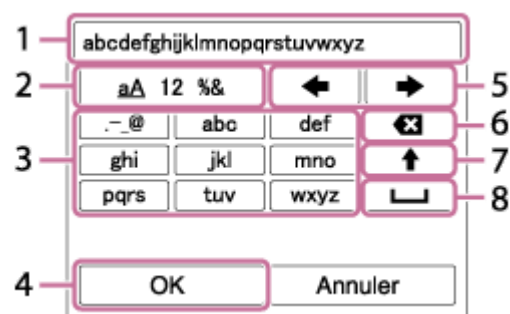 1 abcdefghijklmnopqrstuvwxyz
2 aA 12 %& 5
.-_@ abc def 6
3 ghi jkl mno 7
pqrs tuv wxyz 8
4 OK Annuler